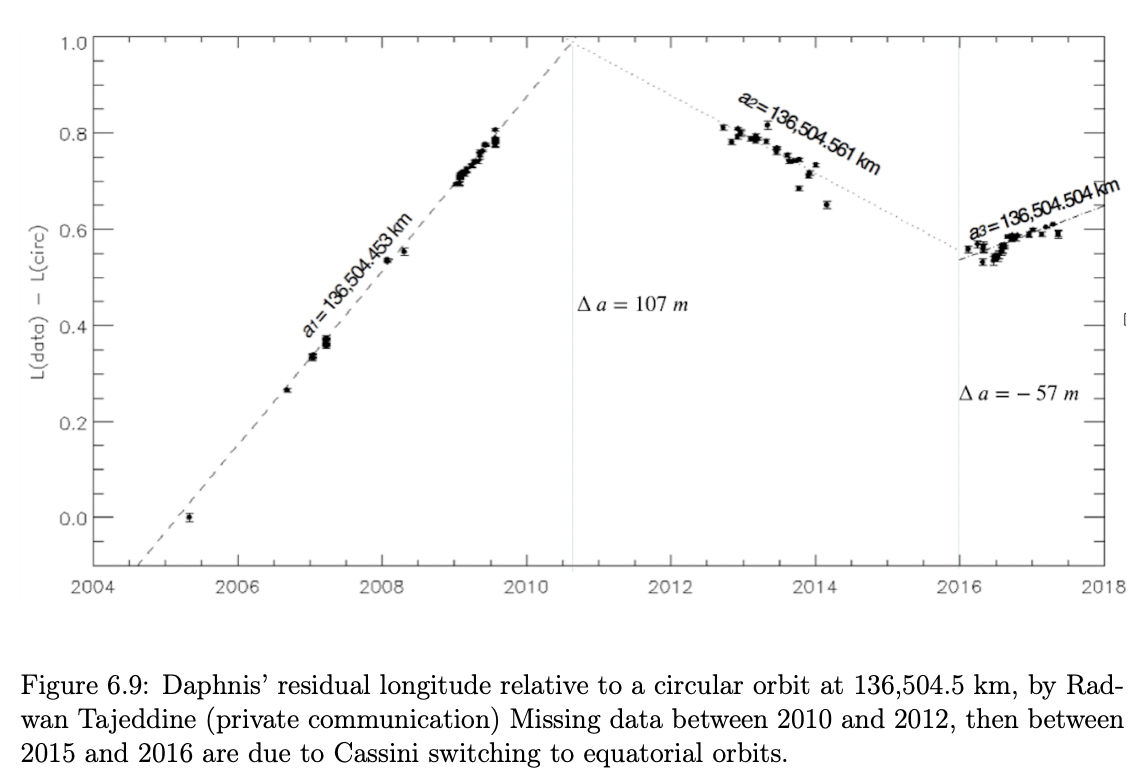 1.0
0.8
0.6
0.4
0.2
0.0
L(data) − L(circ)
a1= 136,504.453 km
a2= 136,504.561 km
a3= 136,504.504 km
Δ a = 107 m
Δ a = − 57 m
2004 2006 2008 2010 2012 2014 2016 2018
Figure 6.9: Daphnis’ residual longitude relative to a circular orbit at 136,504.5 km, by Rad-
wan Tajeddine (private communication) Missing data between 2010 and 2012, then between
2015 and 2016 are due to Cassini switching to equatorial orbits.